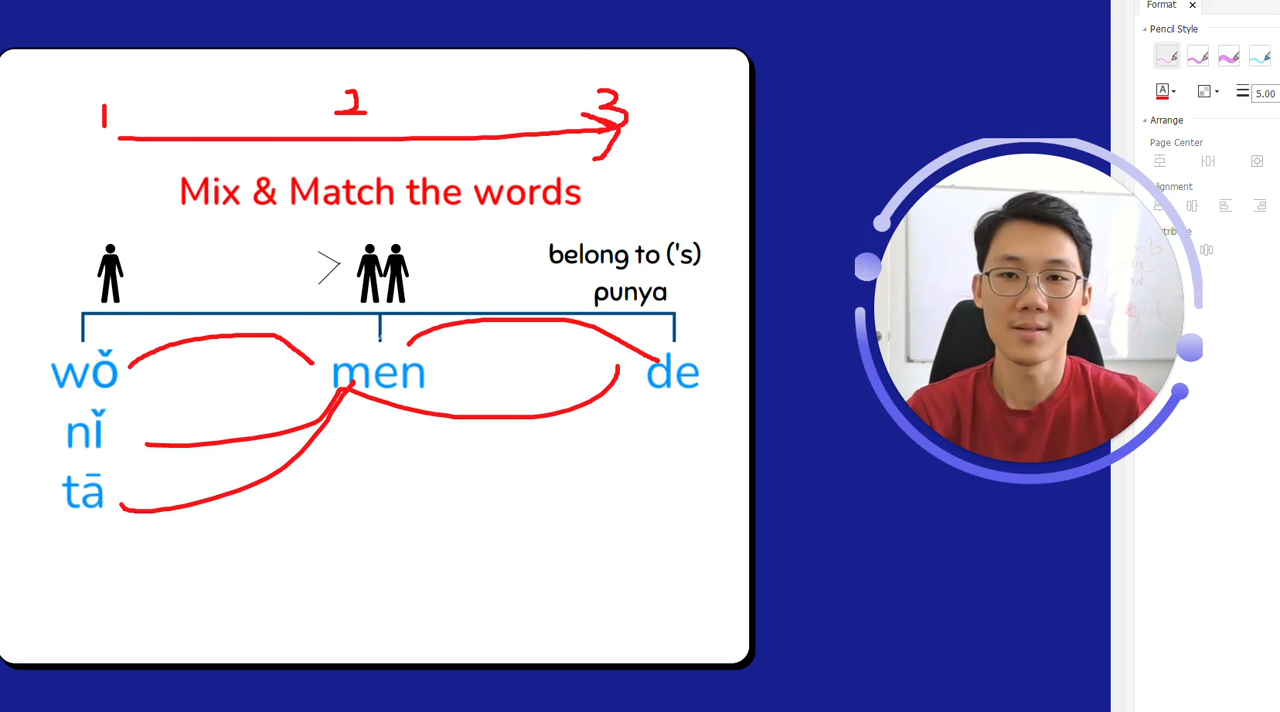 Format
Pencil Style
A
5.00
Arrange
Page Center
1 2 3
Mix & Match the words
belong to ('s)
punya
wǒ men de
nǐ
tā